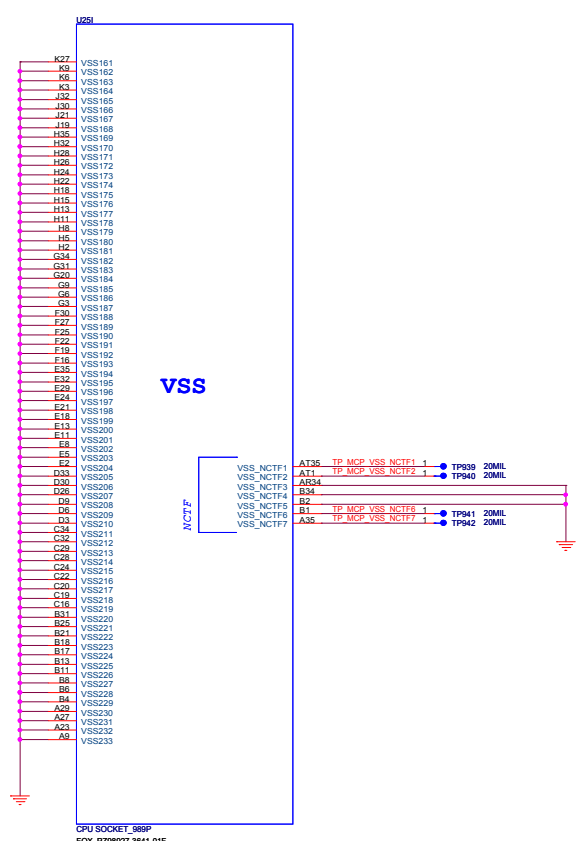 U25I
K27 VSS161
K9 VSS162
K6 VSS163
K3 VSS164
J32 VSS165
J30 VSS166
J21 VSS167
J19 VSS168
H35 VSS169
H32 VSS170
H28 VSS171
H26 VSS172
H24 VSS173
H22 VSS174
H18 VSS175
H15 VSS176
H13 VSS177
H11 VSS178
H8 VSS179
H5 VSS180
H2 VSS181
G34 VSS182
G31 VSS183
G20 VSS184
G9 VSS185
G6 VSS186
G3 VSS187
F30 VSS188
F27 VSS189
F25 VSS190
F22 VSS191
F19 VSS192
F16 VSS193
E35 VSS194
E32 VSS195
E29 VSS196
E24 VSS197
E21 VSS198
E18 VSS199
E13 VSS200
E11 VSS201
E8 VSS202
E5 VSS203
E2 VSS204
D33 VSS205
D30 VSS206
D26 VSS207
D9 VSS208
D6 VSS209
D3 VSS210
C34 VSS211
C32 VSS212
C29 VSS213
C28 VSS214
C24 VSS215
C22 VSS216
C20 VSS217
C19 VSS218
C16 VSS219
B31 VSS220
B25 VSS221
B21 VSS222
B18 VSS223
B17 VSS224
B13 VSS225
B11 VSS226
B8 VSS227
B6 VSS228
B4 VSS229
A29 VSS230
A27 VSS231
A23 VSS232
A9 VSS233
VSS
NCTF
VSS_NCTF1 AT35 TP_MCP_VSS_NCTF1 1 TP939 20MIL
VSS_NCTF2 AT1 TP_MCP_VSS_NCTF2 1 TP940 20MIL
VSS_NCTF3 AR34
VSS_NCTF4 B34
VSS_NCTF5 B2
VSS_NCTF6 B1 TP_MCP_VSS_NCTF6 1 TP941 20MIL
VSS_NCTF7 A35 TP_MCP_VSS_NCTF7 1 TP942 20MIL
CPU SOCKET_989P